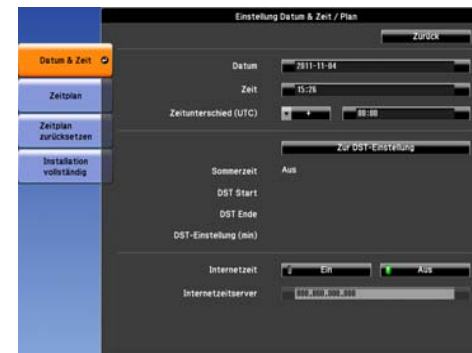 Einstellung Datum & Zeit / Plan
Zurück
Datum & Zeit
Zeitplan
Zeitplan
zurücksetzen
Installation
vollständig
Datum 2011-11-04
Zeit 15:26
Zeitunterschied (UTC) + 00:00
Zur DST-Einstellung
Sommerzeit Aus
DST Start
DST Ende
DST-Einstellung (min)
Internetzeit Ein Aus
Internetzeitserver 000.000.000.000